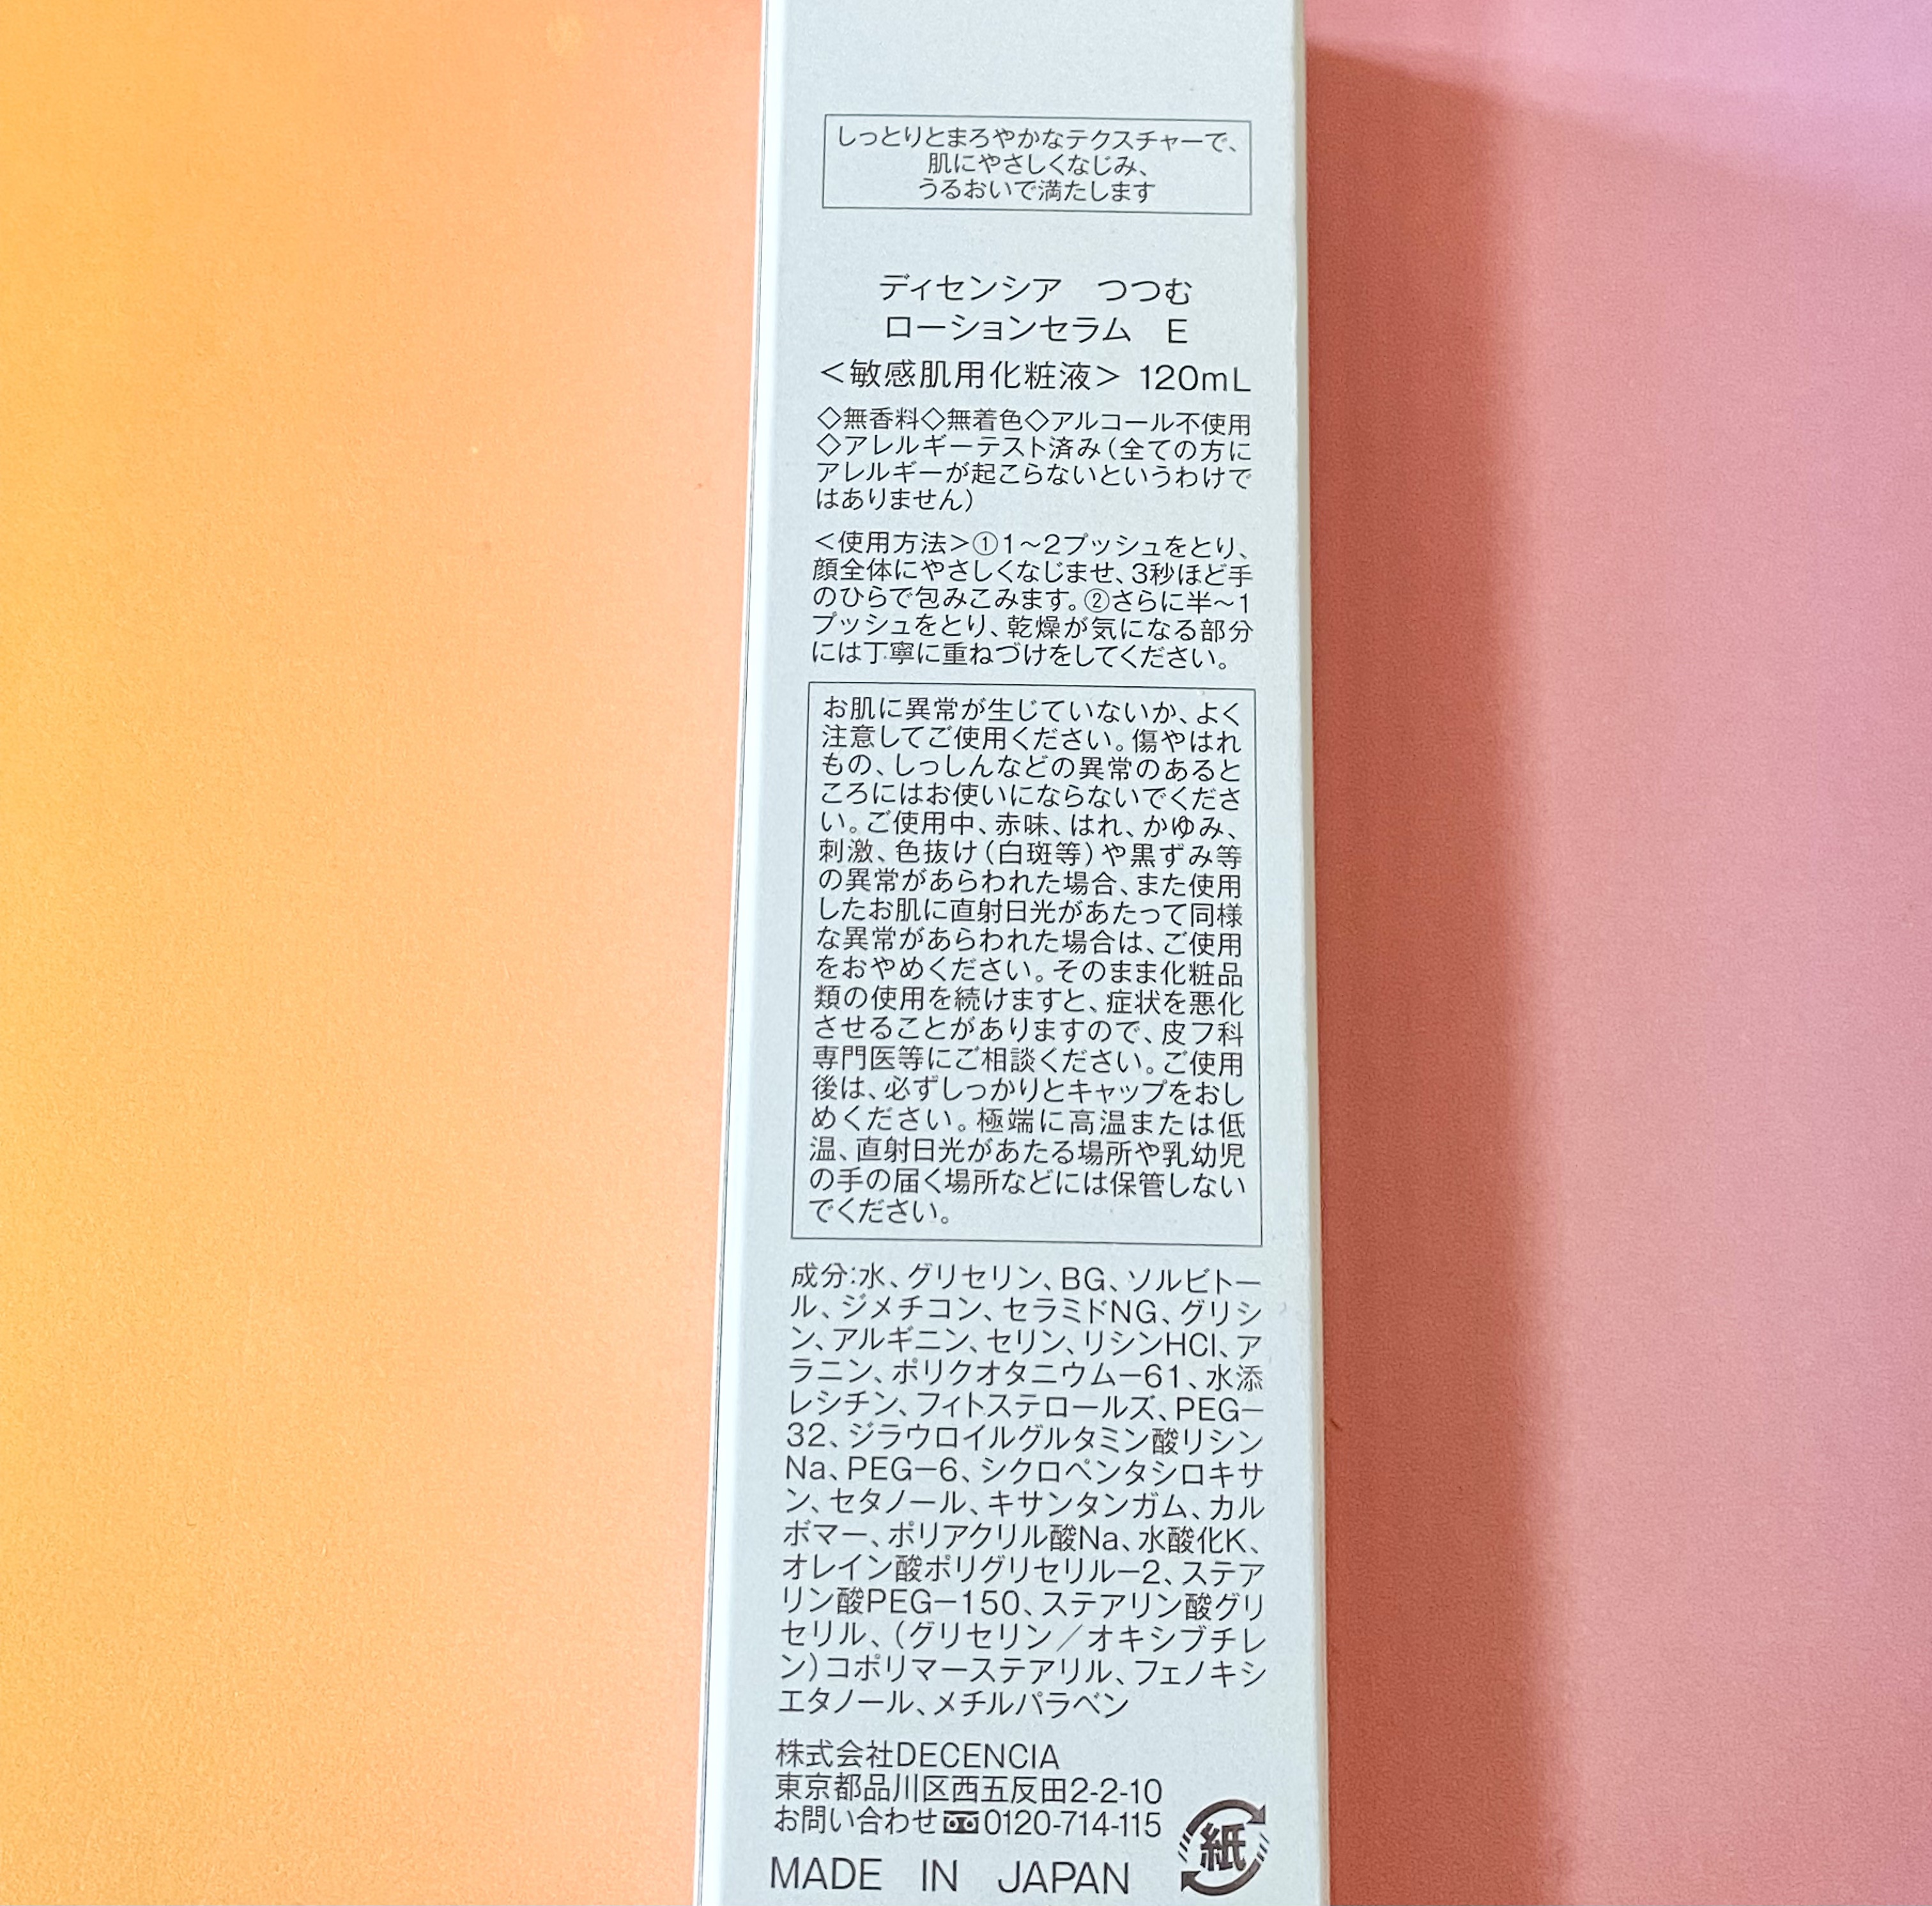 しっとりとまろやかなテクスチャーで、
肌にやさしくなじみ、
うるおいで満たします
ディセンシア つつむ
ローションセラム E
＜敏感肌用化粧液＞ 120mL
◇無香料◇無着色◇アルコール不使用
◇アレルギーテスト済み（全ての方に
アレルギーが起こらないというわけで
はありません）
＜使用方法＞①1～2プッシュをとり、
顔全体にやさしくなじませ、3秒ほど手
のひらで包みこみます。②さらに半～1
プッシュをとり、乾燥が気になる部分
には丁寧に重ねづけをしてください。
お肌に異常が生じていないか、よく
注意してご使用ください。傷やはれ
もの、しっしんなどの異常のあると
ころにはお使いにならないでくださ
い。ご使用中、赤味、はれ、かゆみ、
刺激、色抜け（白斑等）や黒ずみ等
の異常があらわれた場合、また使用
したお肌に直射日光があたって同様
な異常があらわれた場合は、ご使用
をおやめください。そのまま化粧品
類の使用を続けますと、症状を悪化
させることがありますので、皮フ科
専門医等にご相談ください。ご使用
後は、必ずしっかりとキャップをおし
めください。極端に高温または低
温、直射日光があたる場所や乳幼児
の手の届く場所などには保管しない
でください。
成分:水、グリセリン、BG、ソルビトー
ル、ジメチコン、セラミドNG、グリシ
ン、アルギニン、セリン、リシンHCl、ア
ラニン、ポリクオタニウム－61、水添
レシチン、フィトステロールズ、PEG－
32、ジラウロイルグルタミン酸リシン
Na、PEG－6、シクロペンタシロキサ
ン、セタノール、キサンタンガム、カル
ボマー、ポリアクリル酸Na、水酸化K、
オレイン酸ポリグリセリル－2、ステア
リン酸PEG－150、ステアリン酸グリ
セリル、（グリセリン／オキシブチレ
ン）コポリマーステアリル、フェノキシ
エタノール、メチルパラベン
株式会社DECENCIA
東京都品川区西五反田2-2-10
お問い合わせ 0120-714-115
紙
MADE IN JAPAN